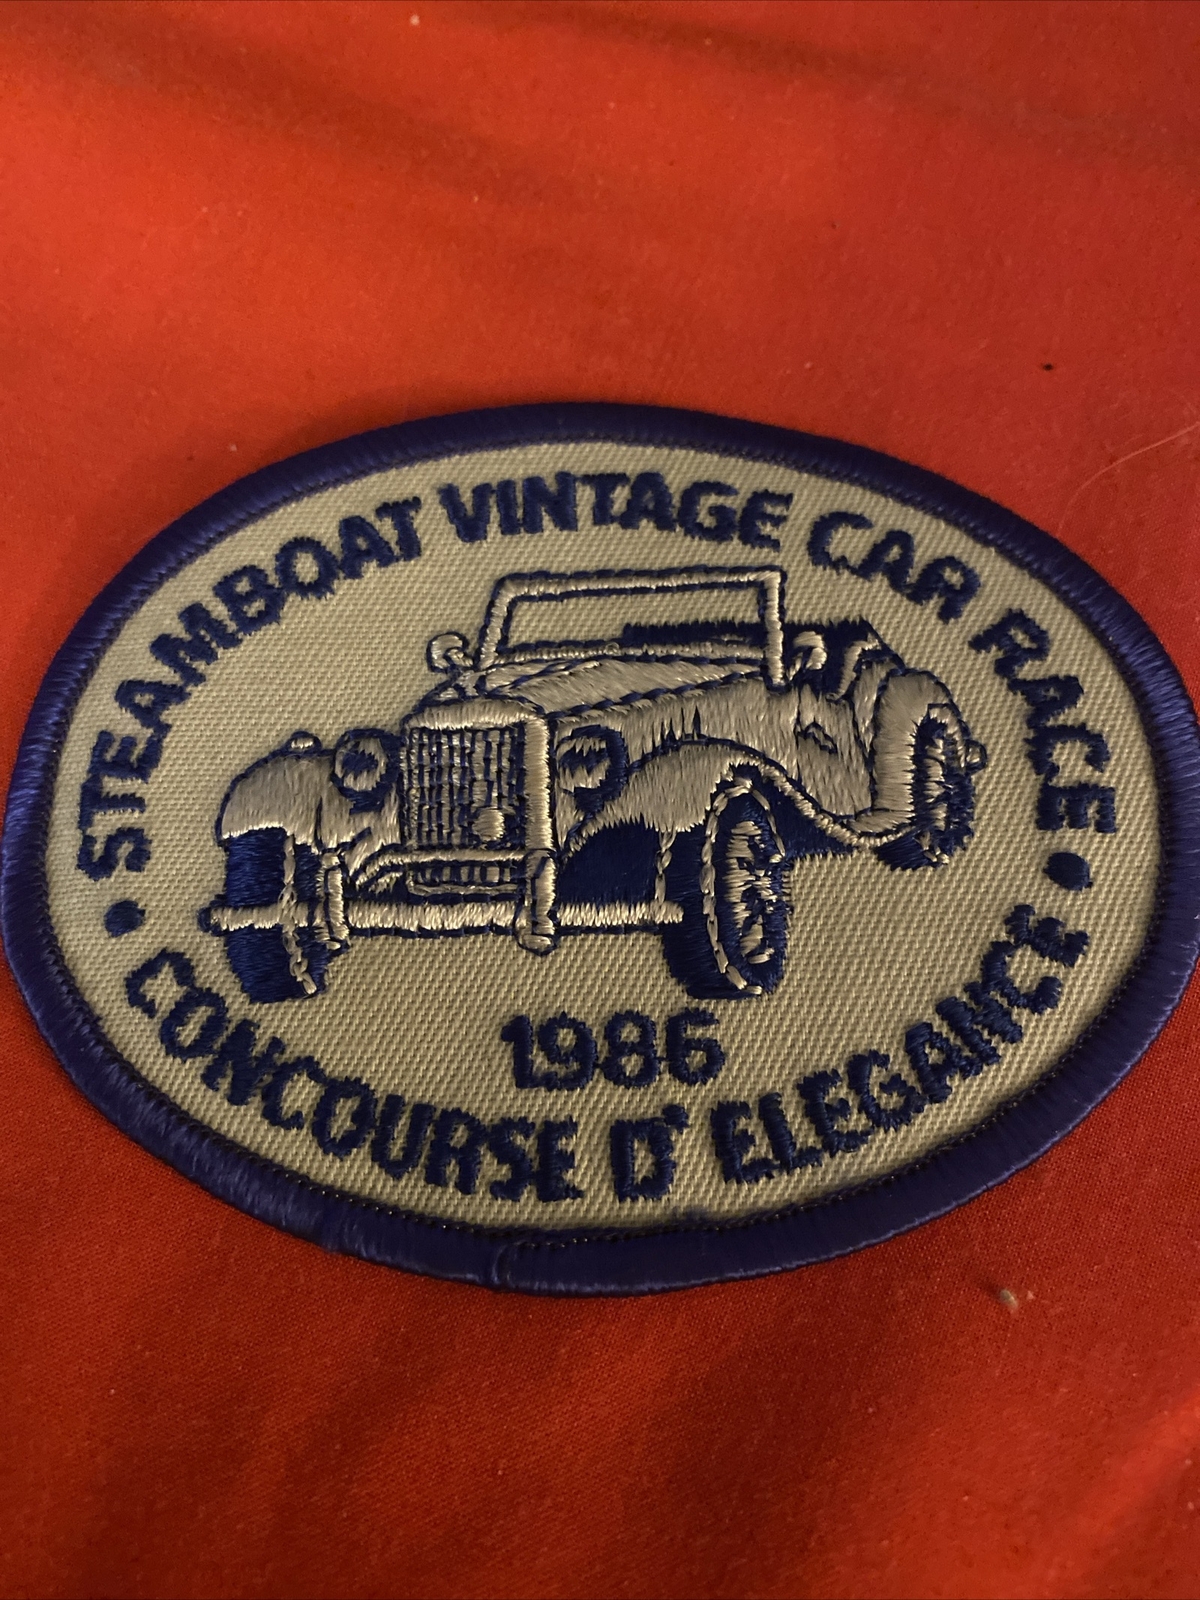 STEAMBOAT VINTAGE CAR RACE
1986
• CONCOURSE D' ELEGANCE •